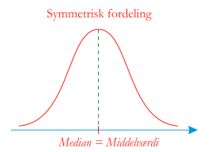 Symmetrisk fordeling
Median = Middelværdi